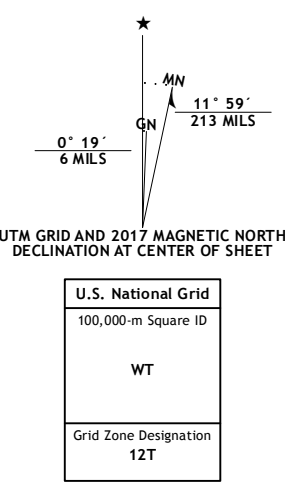 ★
MN
11° 59´
213 MILS
GN
0° 19´
6 MILS
UTM GRID AND 2017 MAGNETIC NORTH
DECLINATION AT CENTER OF SHEET
U.S. National Grid
100,000-m Square ID
WT
Grid Zone Designation
12T